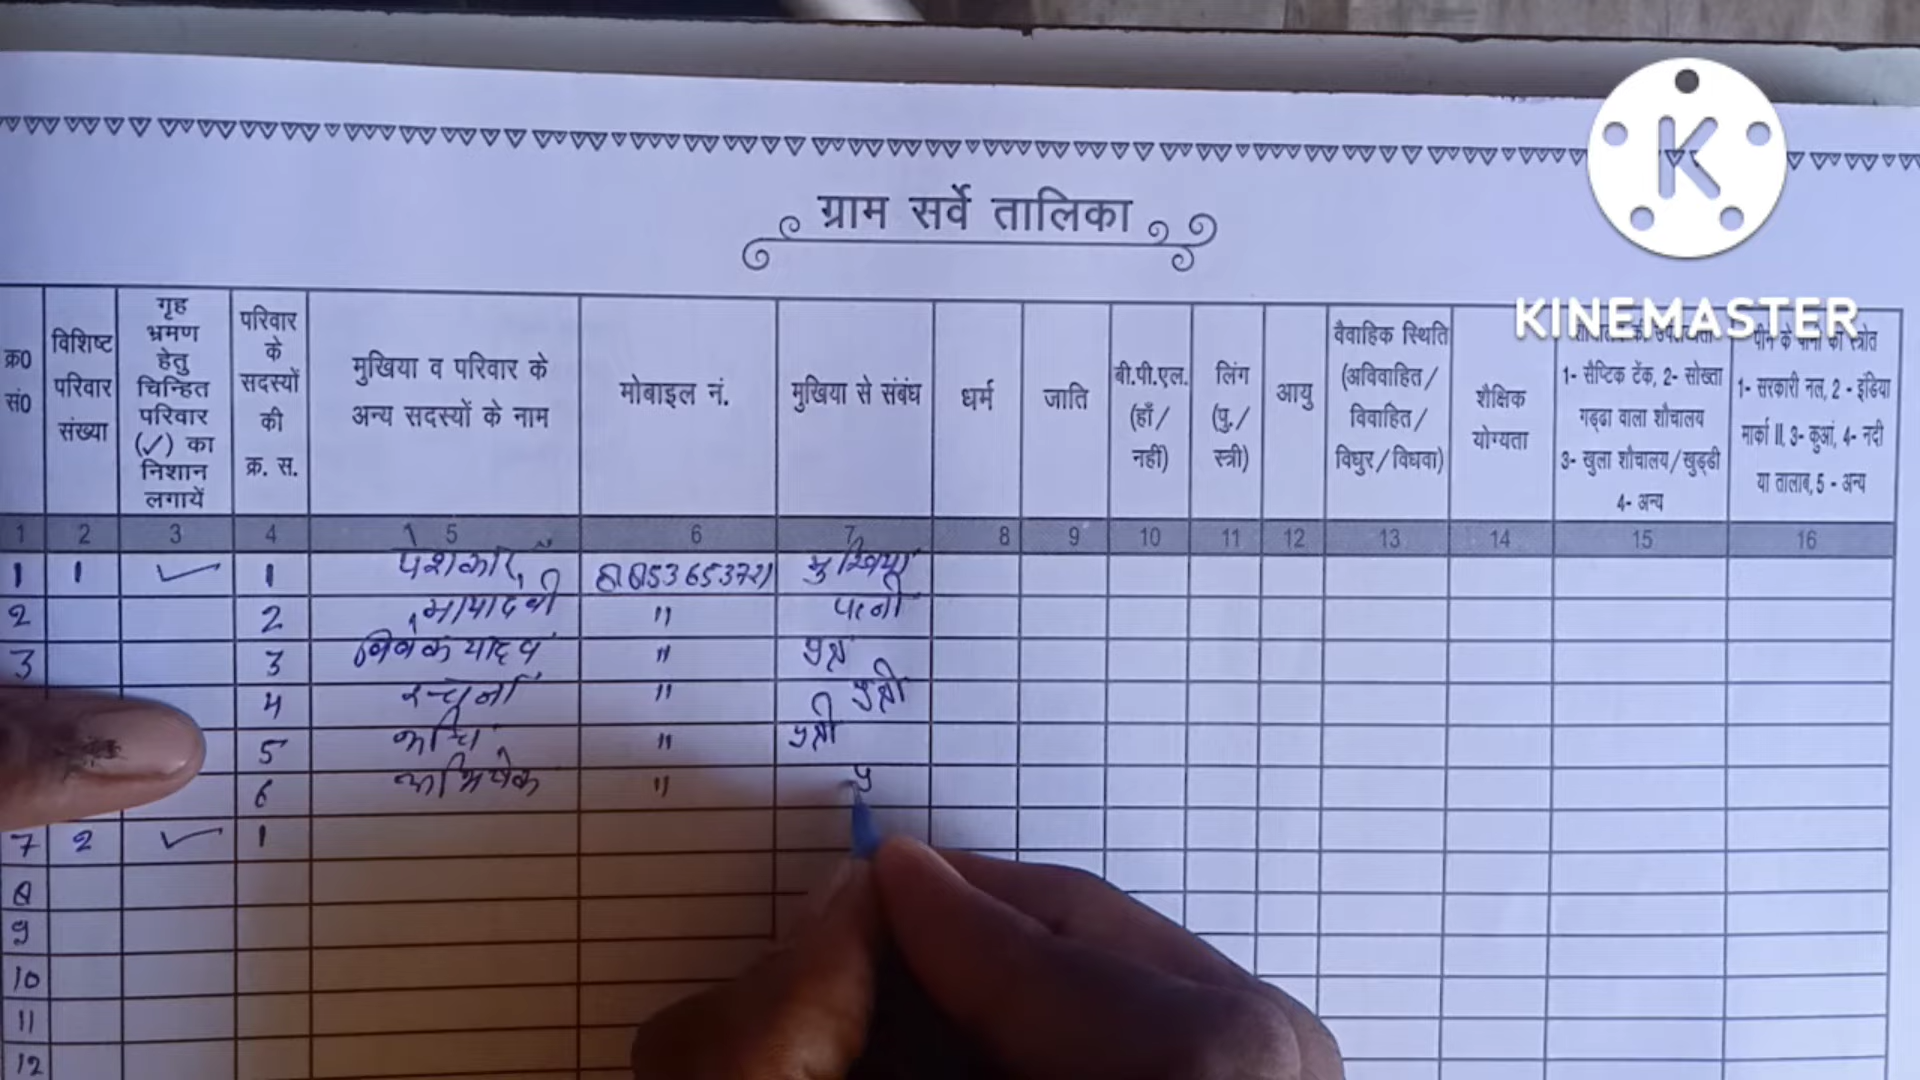 ग्राम सर्वे तालिका
KINEMASTER
क्र0 सं0
विशिष्ट परिवार संख्या
गृह भ्रमण हेतु चिन्हित परिवार (✓) का निशान लगायें
परिवार के सदस्यों की क्र. स.
मुखिया व परिवार के अन्य सदस्यों के नाम
मोबाइल नं.
मुखिया से संबंध
धर्म
जाति
बी.पी.एल. (हाँ/ नहीं)
लिंग (पु./ स्त्री)
आयु
वैवाहिक स्थिति (अविवाहित/ विवाहित/ विधुर/विधवा)
शैक्षिक योग्यता
1- सैप्टिक टेंक, 2- सोख्ता गड्ढा वाला शौचालय 3- खुला शौचालय/खुड्डी 4- अन्य
पीने के पानी का स्त्रोत 1- सरकारी नल, 2 - इंडिया मार्का II, 3- कुआं, 4- नदी या तालाब, 5 - अन्य
1 2 3 4 5 6 7 8 9 10 11 12 13 14 15 16
1 1 ✓ 1 मुखिया
2 2 मायादेवी " पत्नी
3 3 विवेक यादव " पुत्र
4 रचना " पुत्री
5 " पुत्री
6 अभिषेक " पु
7 2 ✓ 1
8
9
10
11
12